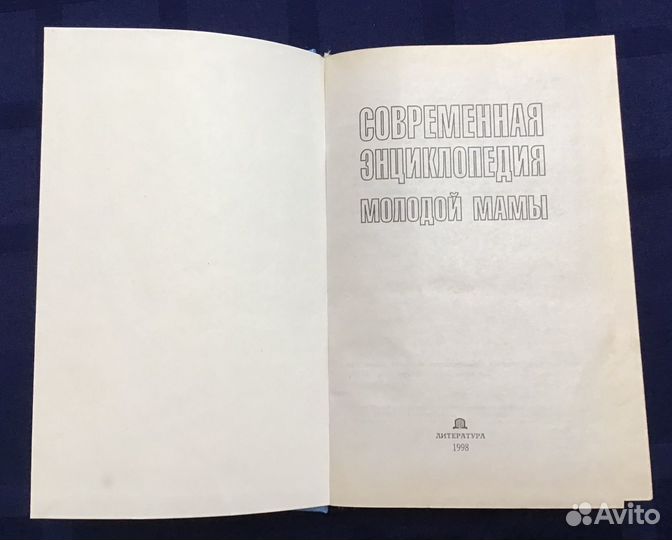 СОВРЕМЕННАЯ
ЭНЦИКЛОПЕДИЯ
МОЛОДОЙ МАМЫ
ЛИТЕРАТУРА
1998
Avito